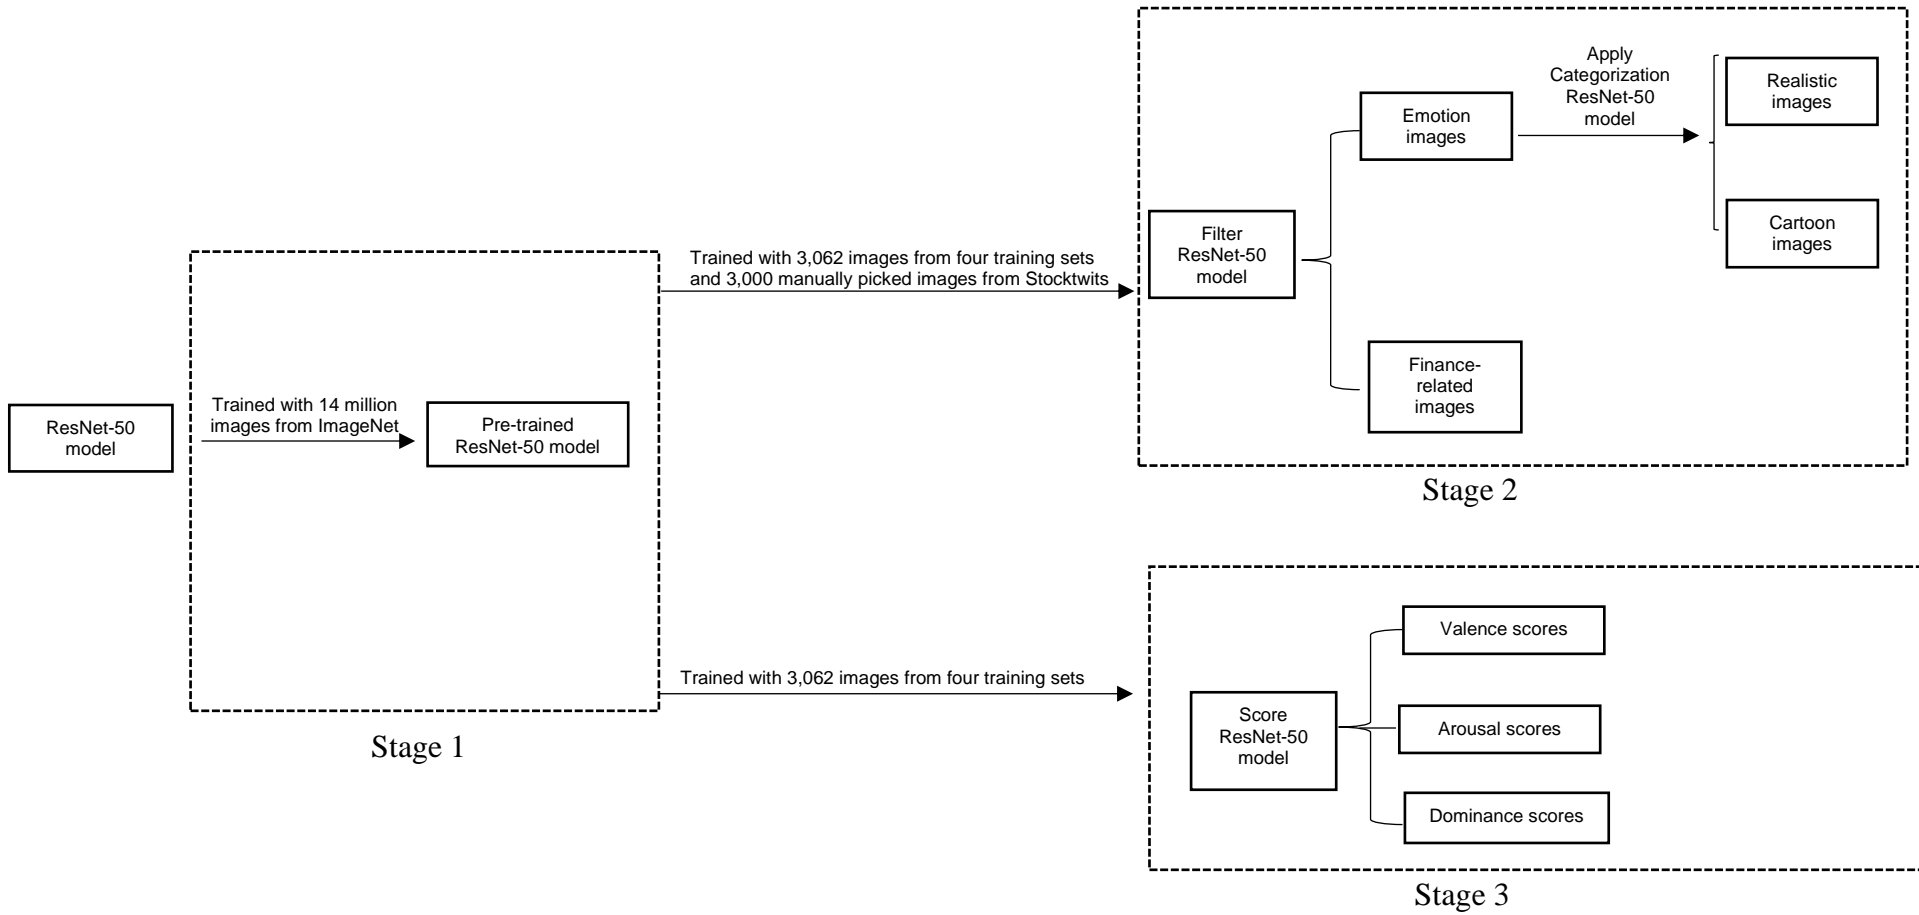 ResNet-50
model
Trained with 14 million
images from ImageNet
Pre-trained
ResNet-50 model
Stage 1
Trained with 3,062 images from four training sets
and 3,000 manually picked images from Stocktwits
Filter
ResNet-50
model
Emotion
images
Apply
Categorization
ResNet-50
model
Realistic
images
Cartoon
images
Finance-
related
images
Stage 2
Trained with 3,062 images from four training sets
Score
ResNet-50
model
Valence scores
Arousal scores
Dominance scores
Stage 3